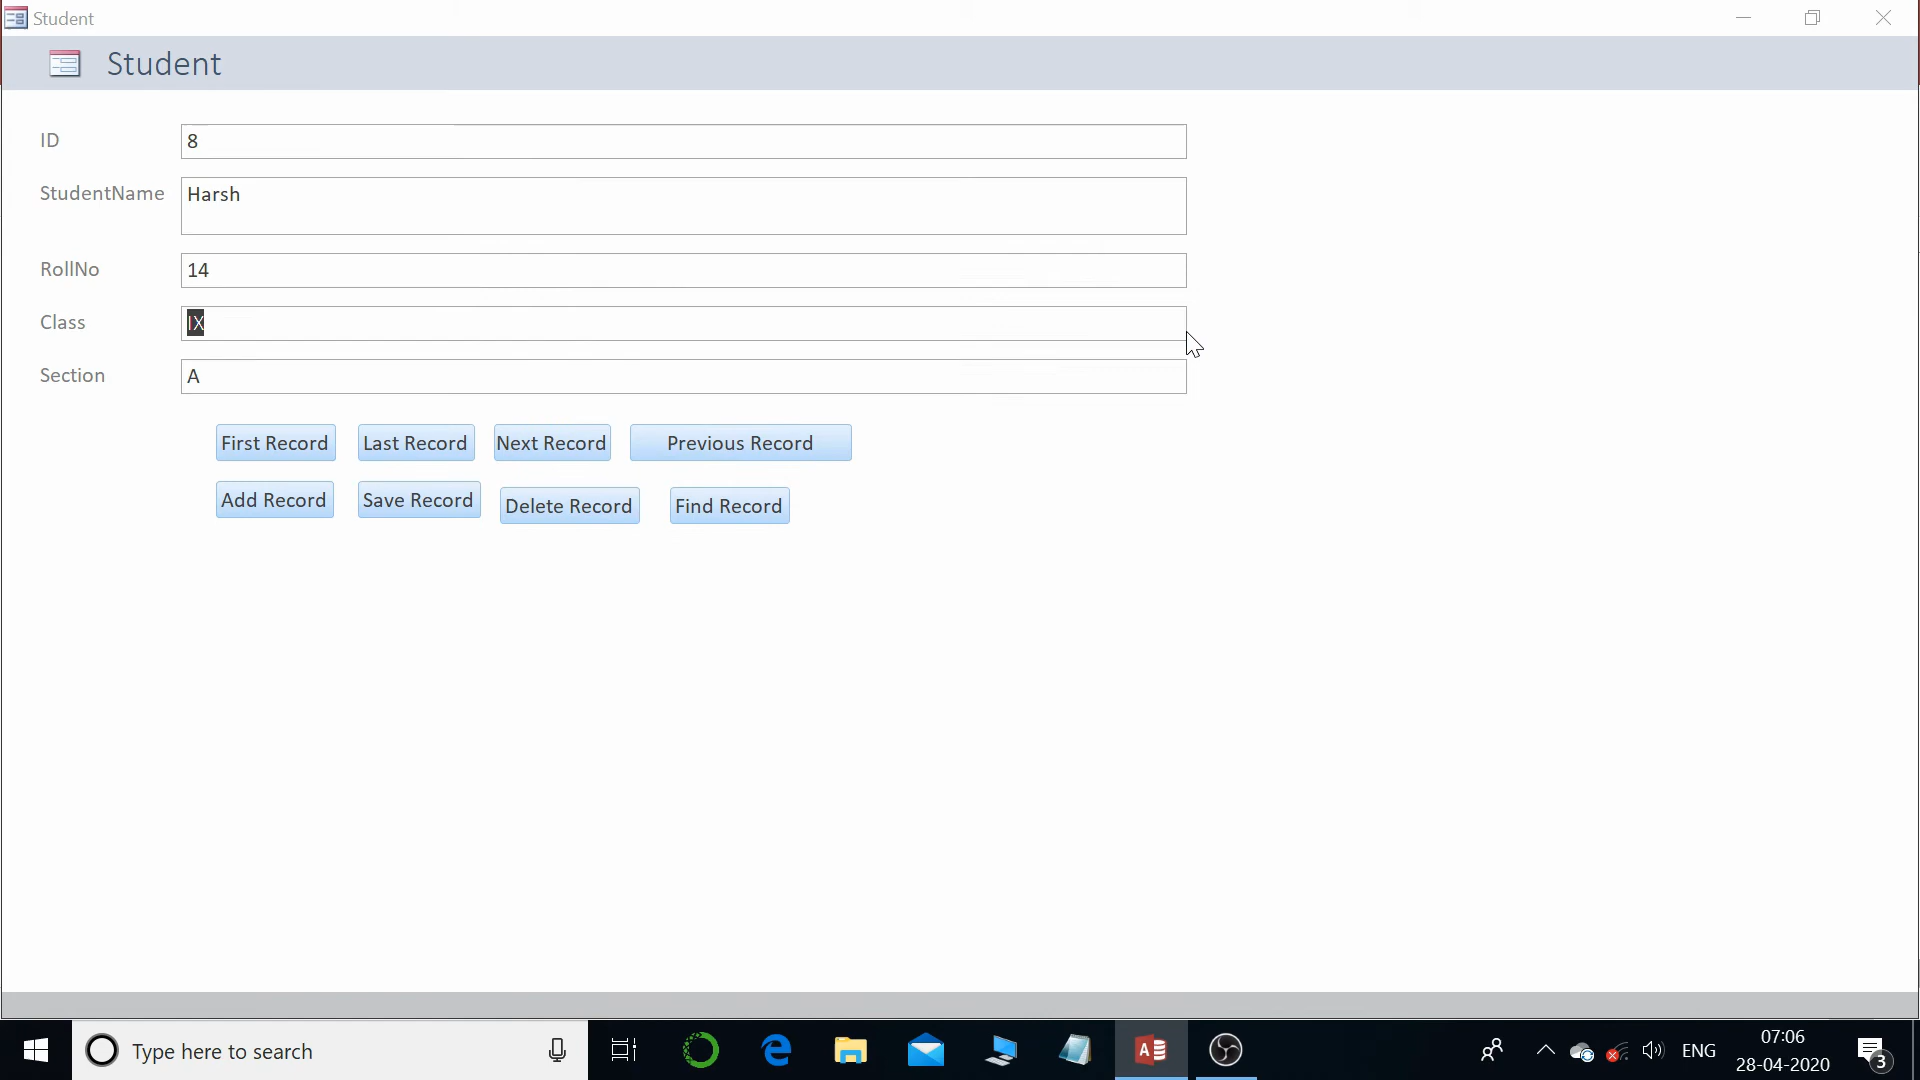 Student
Student
ID 8
StudentName Harsh
RollNo 14
Class IX
Section A
First Record Last Record Next Record Previous Record
Add Record Save Record Delete Record Find Record
Type here to search ENG 07:06
28-04-2020 3